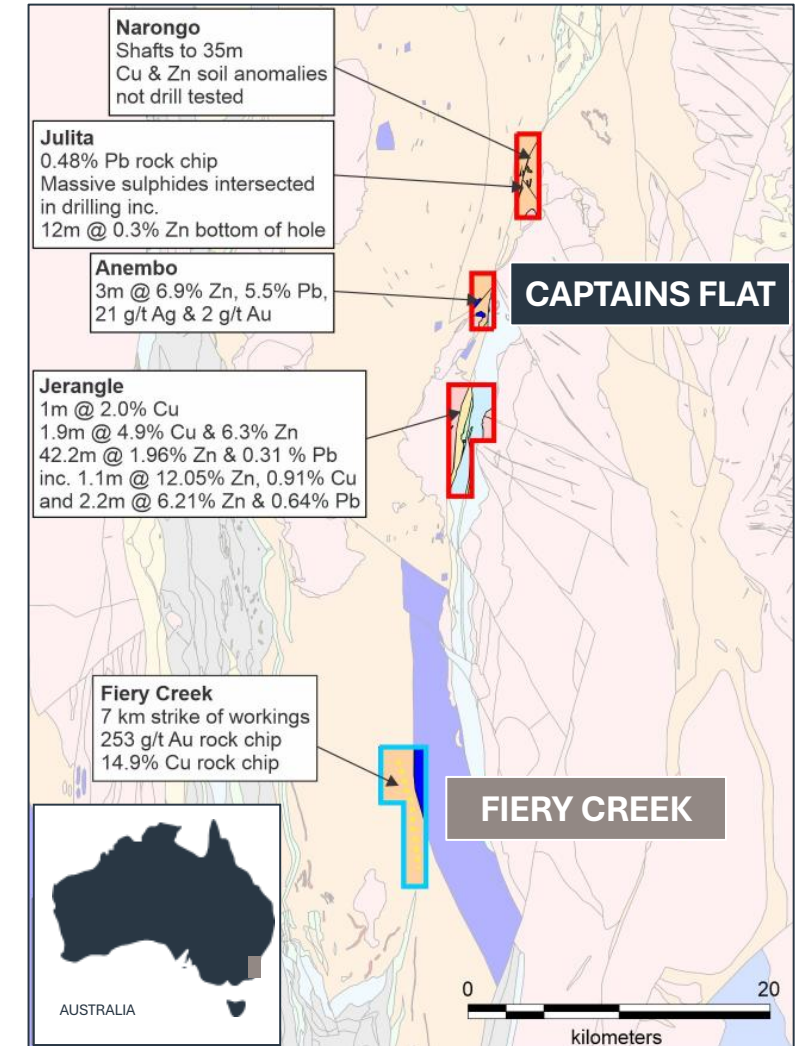 Narongo
Shafts to 35m
Cu & Zn soil anomalies
not drill tested
Julita
0.48% Pb rock chip
Massive sulphides intersected
in drilling inc.
12m @ 0.3% Zn bottom of hole
Anembo
3m @ 6.9% Zn, 5.5% Pb,
21 g/t Ag & 2 g/t Au
CAPTAINS FLAT
Jerangle
1m @ 2.0% Cu
1.9m @ 4.9% Cu & 6.3% Zn
42.2m @ 1.96% Zn & 0.31 % Pb
inc. 1.1m @ 12.05% Zn, 0.91% Cu
and 2.2m @ 6.21% Zn & 0.64% Pb
Fiery Creek
7 km strike of workings
253 g/t Au rock chip
14.9% Cu rock chip
FIERY CREEK
AUSTRALIA
0 20
kilometers